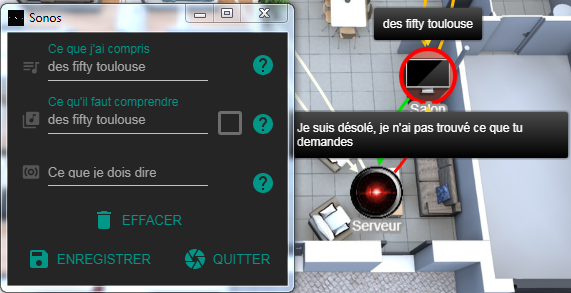 Sonos
Ce que j'ai compris
des fifty toulouse
?
Ce qu'il faut comprendre
des fifty toulouse
?
Ce que je dois dire
?
EFFACER
ENREGISTRER
QUITTER
des fifty toulouse
Salon
Je suis désolé, je n'ai pas trouvé ce que tu
demandes
Serveur